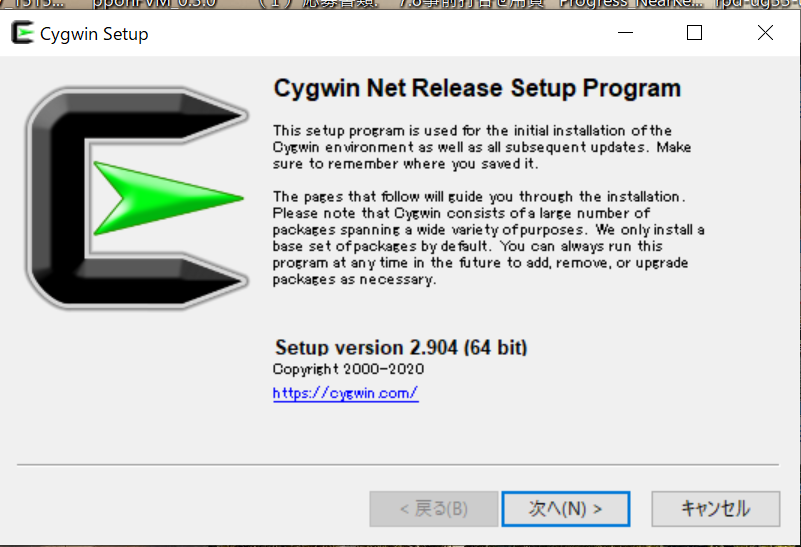 Cygwin Setup
Cygwin Net Release Setup Program
This setup program is used for the initial installation of the
Cygwin environment as well as all subsequent updates. Make
sure to remember where you saved it.
The pages that follow will guide you through the installation.
Please note that Cygwin consists of a large number of
packages spanning a wide variety of purposes. We only install a
base set of packages by default. You can always run this
program at any time in the future to add, remove, or upgrade
packages as necessary.
Setup version 2.904 (64 bit)
Copyright 2000-2020
https://cygwin.com/
< 戻る(B)
次へ(N) >
キャンセル